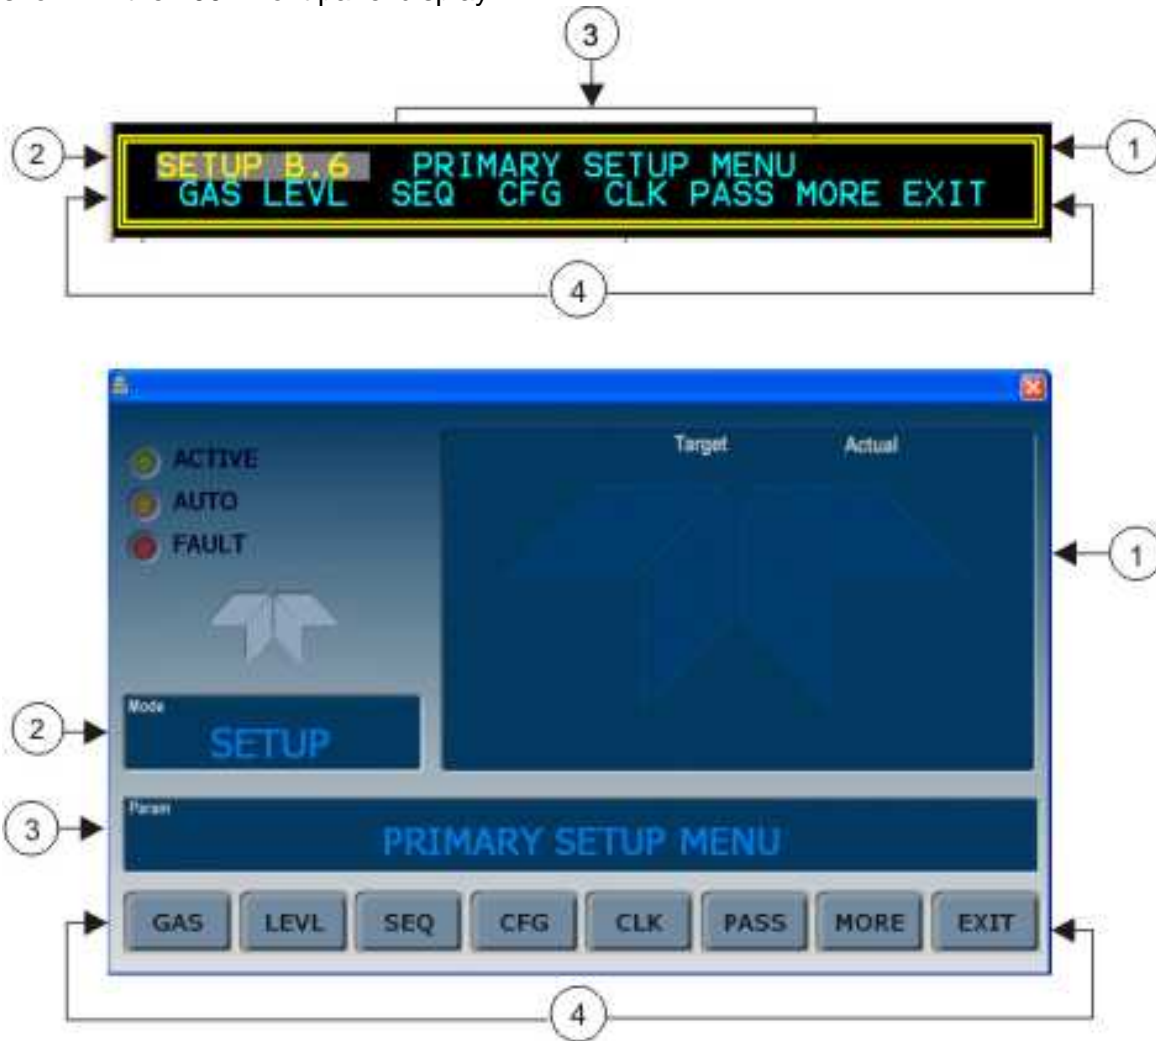 3
2
1
SETUP B.6 PRIMARY SETUP MENU
GAS LEVL SEQ CFG CLK PASS MORE EXIT
4
Target Actual
ACTIVE
AUTO
FAULT
1
Mode
2
SETUP
Param
3
PRIMARY SETUP MENU
GAS LEVL SEQ CFG CLK PASS MORE EXIT
4